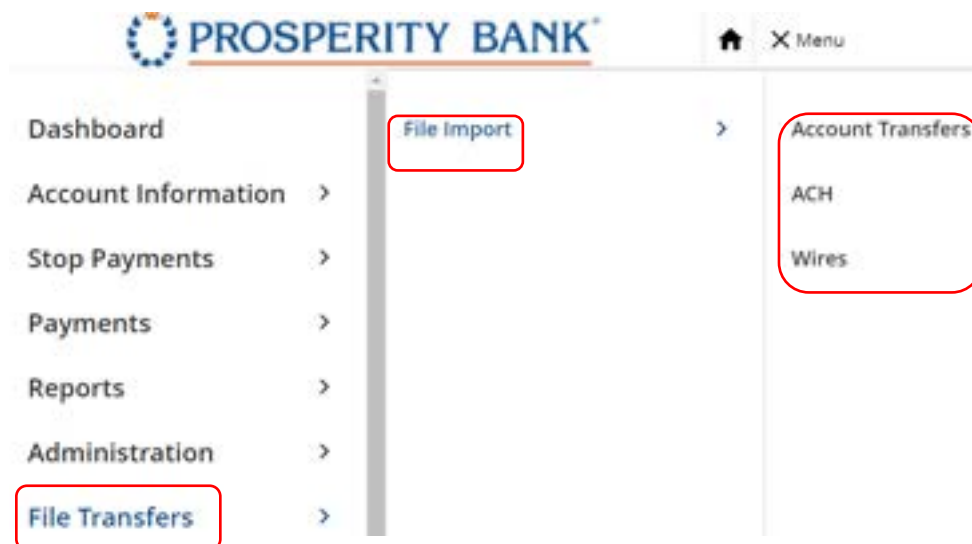 PROSPERITY BANK
Menu
Dashboard
Account Information
Stop Payments
Payments
Reports
Administration
File Transfers
File Import
Account Transfers
ACH
Wires